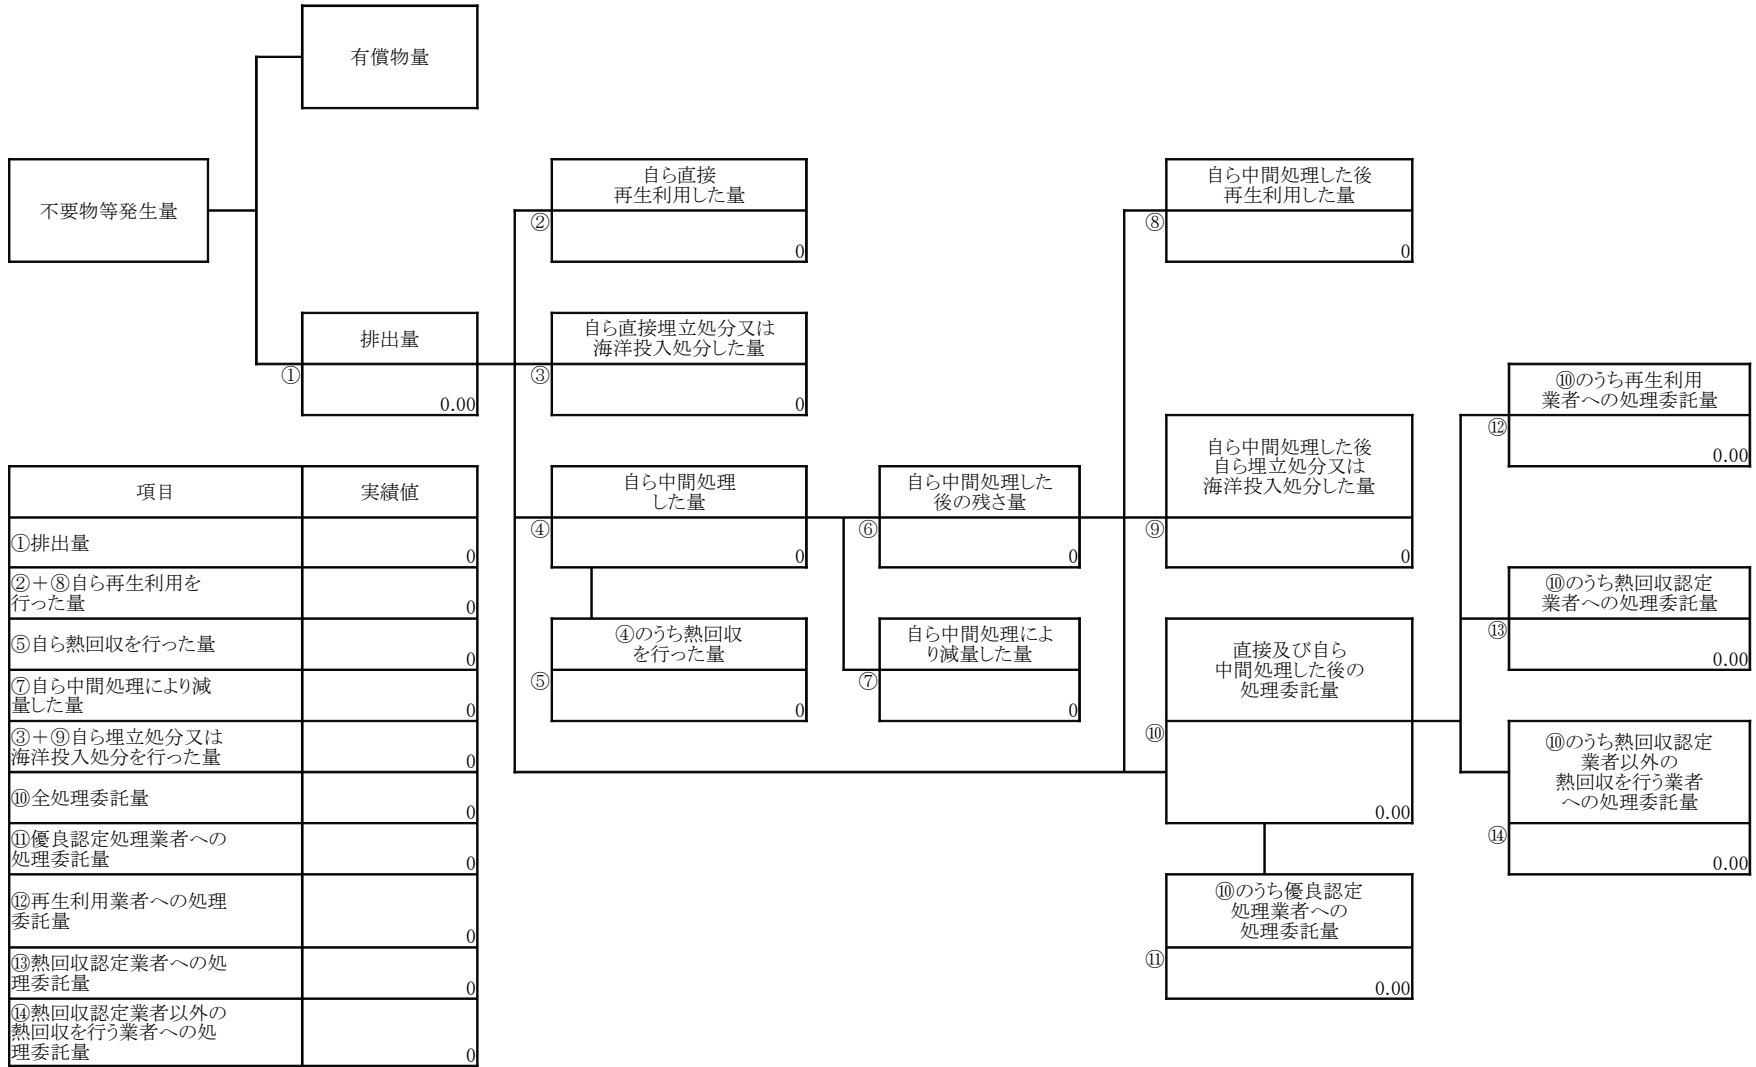 有償物量
不要物等発生量
自ら直接
再生利用した量
②
0
自ら中間処理した後
再生利用した量
⑧
0
排出量
①
0.00
自ら直接埋立処分又は
海洋投入処分した量
③
0
自ら中間処理
した量
④
0
自ら中間処理した
後の残さ量
⑥
0
自ら中間処理した後
自ら埋立処分又は
海洋投入処分した量
⑨
0
⑩のうち再生利用
業者への処理委託量
⑫
0.00
④のうち熱回収
を行った量
⑤
0
自ら中間処理によ
り減量した量
⑦
0
直接及び自ら
中間処理した後の
処理委託量
⑩
0.00
⑩のうち熱回収認定
業者への処理委託量
⑬
0.00
⑩のうち熱回収認定
業者以外の
熱回収を行う業者
への処理委託量
⑭
0.00
⑩のうち優良認定
処理業者への
処理委託量
⑪
0.00
項目 実績値
①排出量
0
②＋⑧自ら再生利用を
行った量
0
⑤自ら熱回収を行った量
0
⑦自ら中間処理により減
量した量
0
③＋⑨自ら埋立処分又は
海洋投入処分を行った量
0
⑩全処理委託量
0
⑪優良認定処理業者への
処理委託量
0
⑫再生利用業者への処理
委託量
0
⑬熱回収認定業者への処
理委託量
0
⑭熱回収認定業者以外の
熱回収を行う業者への処
理委託量
0